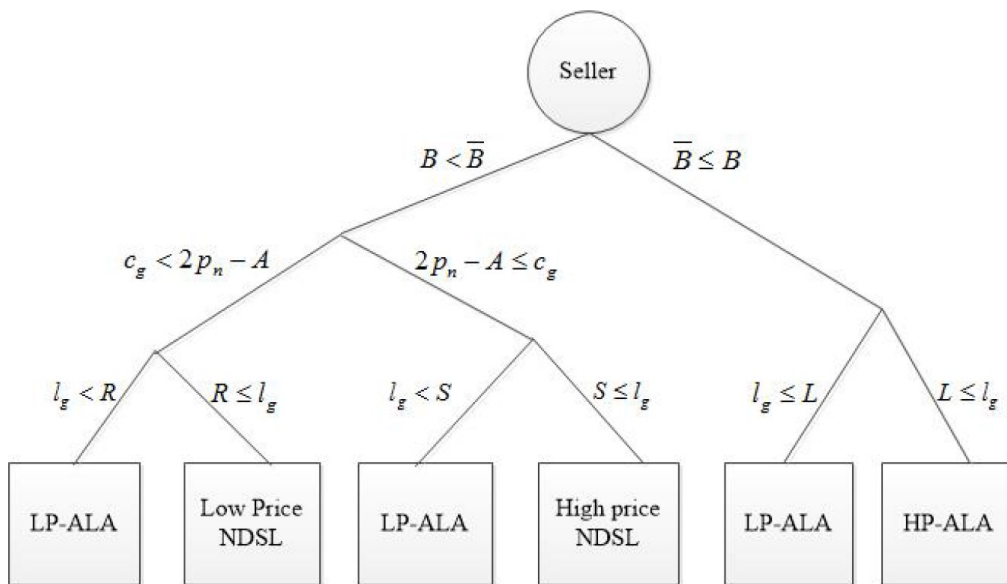 Seller
B < B̅
B̅ ≤ B
c_g < 2p_n − A
2p_n − A ≤ c_g
l_g < R
R ≤ l_g
l_g < S
S ≤ l_g
l_g ≤ L
L ≤ l_g
LP-ALA
Low Price
NDSL
LP-ALA
High price
NDSL
LP-ALA
HP-ALA